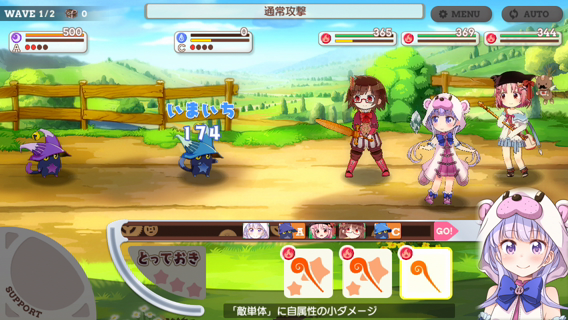 WAVE 1/2 0
通常攻撃
MENU
AUTO
500
A
0
C
365
369
344
いまいち
174
A
C
GO!
とっておき
SUPPORT
「敵単体」に自属性の小ダメージ